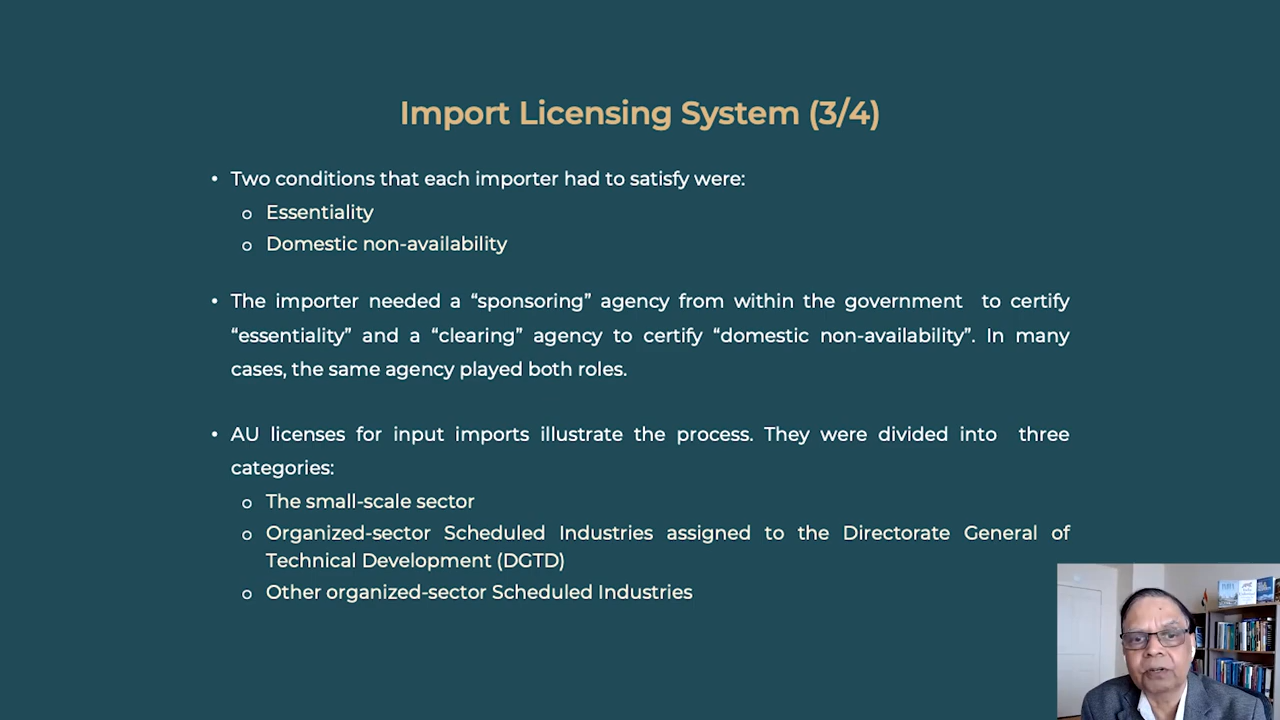 Import Licensing System (3/4)
• Two conditions that each importer had to satisfy were:
o Essentiality
o Domestic non-availability
• The importer needed a “sponsoring” agency from within the government to certify
“essentiality” and a “clearing” agency to certify “domestic non-availability”. In many
cases, the same agency played both roles.
• AU licenses for input imports illustrate the process. They were divided into three
categories:
o The small-scale sector
o Organized-sector Scheduled Industries assigned to the Directorate General of
Technical Development (DGTD)
o Other organized-sector Scheduled Industries